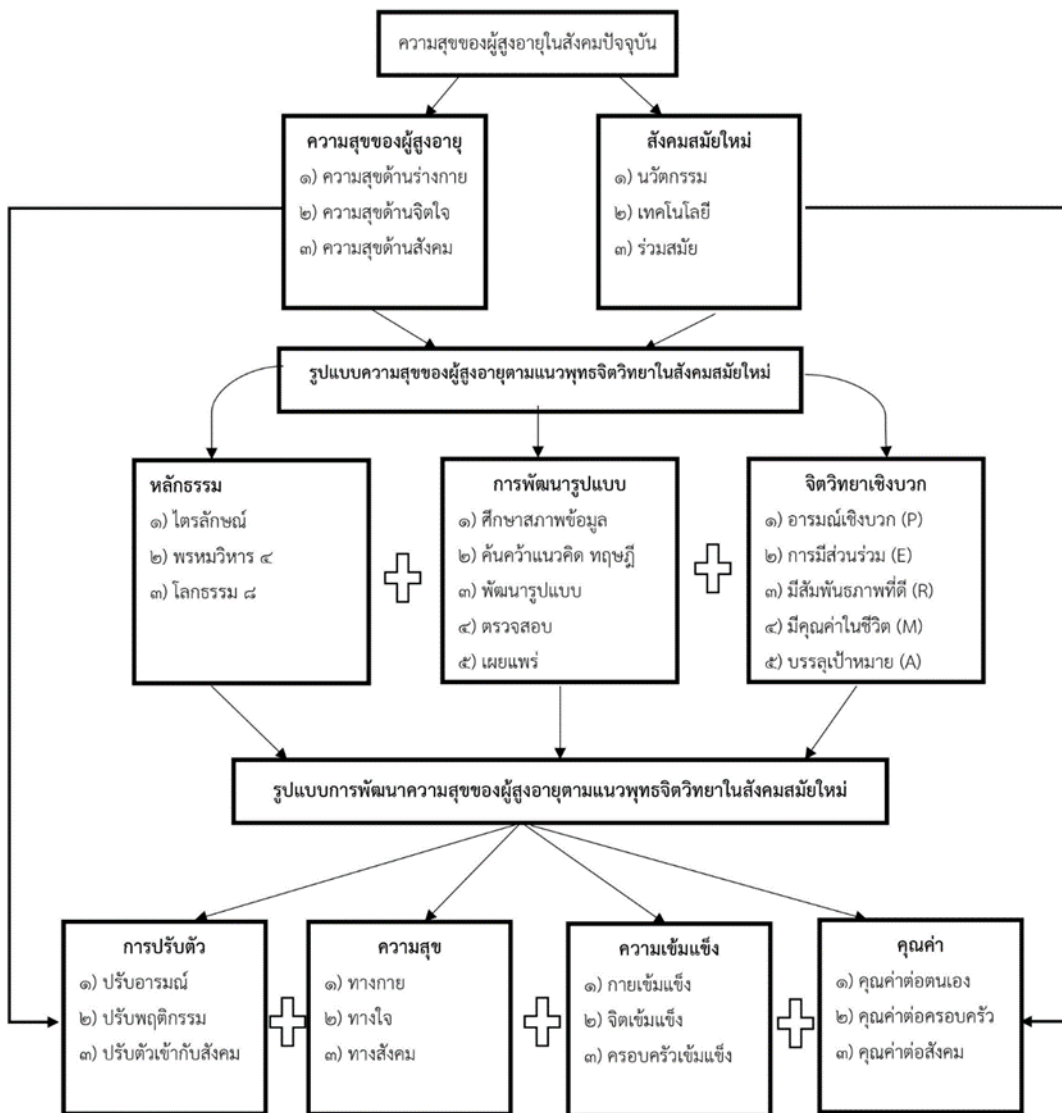 ความสุขของผู้สูงอายุในสังคมปัจจุบัน
ความสุขของผู้สูงอายุ
๑) ความสุขด้านร่างกาย
๒) ความสุขด้านจิตใจ
๓) ความสุขด้านสังคม
สังคมสมัยใหม่
๑) นวัตกรรม
๒) เทคโนโลยี
๓) ร่วมสมัย
รูปแบบความสุขของผู้สูงอายุตามแนวพุทธจิตวิทยาในสังคมสมัยใหม่
หลักธรรม
๑) ไตรลักษณ์
๒) พรหมวิหาร ๔
๓) โลกธรรม ๘
การพัฒนารูปแบบ
๑) ศึกษาสภาพข้อมูล
๒) ค้นคว้าแนวคิด ทฤษฎี
๓) พัฒนารูปแบบ
๔) ตรวจสอบ
๕) เผยแพร่
จิตวิทยาเชิงบวก
๑) อารมณ์เชิงบวก (P)
๒) การมีส่วนร่วม (E)
๓) มีสัมพันธภาพที่ดี (R)
๔) มีคุณค่าในชีวิต (M)
๕) บรรลุเป้าหมาย (A)
รูปแบบการพัฒนาความสุขของผู้สูงอายุตามแนวพุทธจิตวิทยาในสังคมสมัยใหม่
การปรับตัว
๑) ปรับอารมณ์
๒) ปรับพฤติกรรม
๓) ปรับตัวเข้ากับสังคม
ความสุข
๑) ทางกาย
๒) ทางใจ
๓) ทางสังคม
ความเข้มแข็ง
๑) กายเข้มแข็ง
๒) จิตเข้มแข็ง
๓) ครอบครัวเข้มแข็ง
คุณค่า
๑) คุณค่าต่อตนเอง
๒) คุณค่าต่อครอบครัว
๓) คุณค่าต่อสังคม